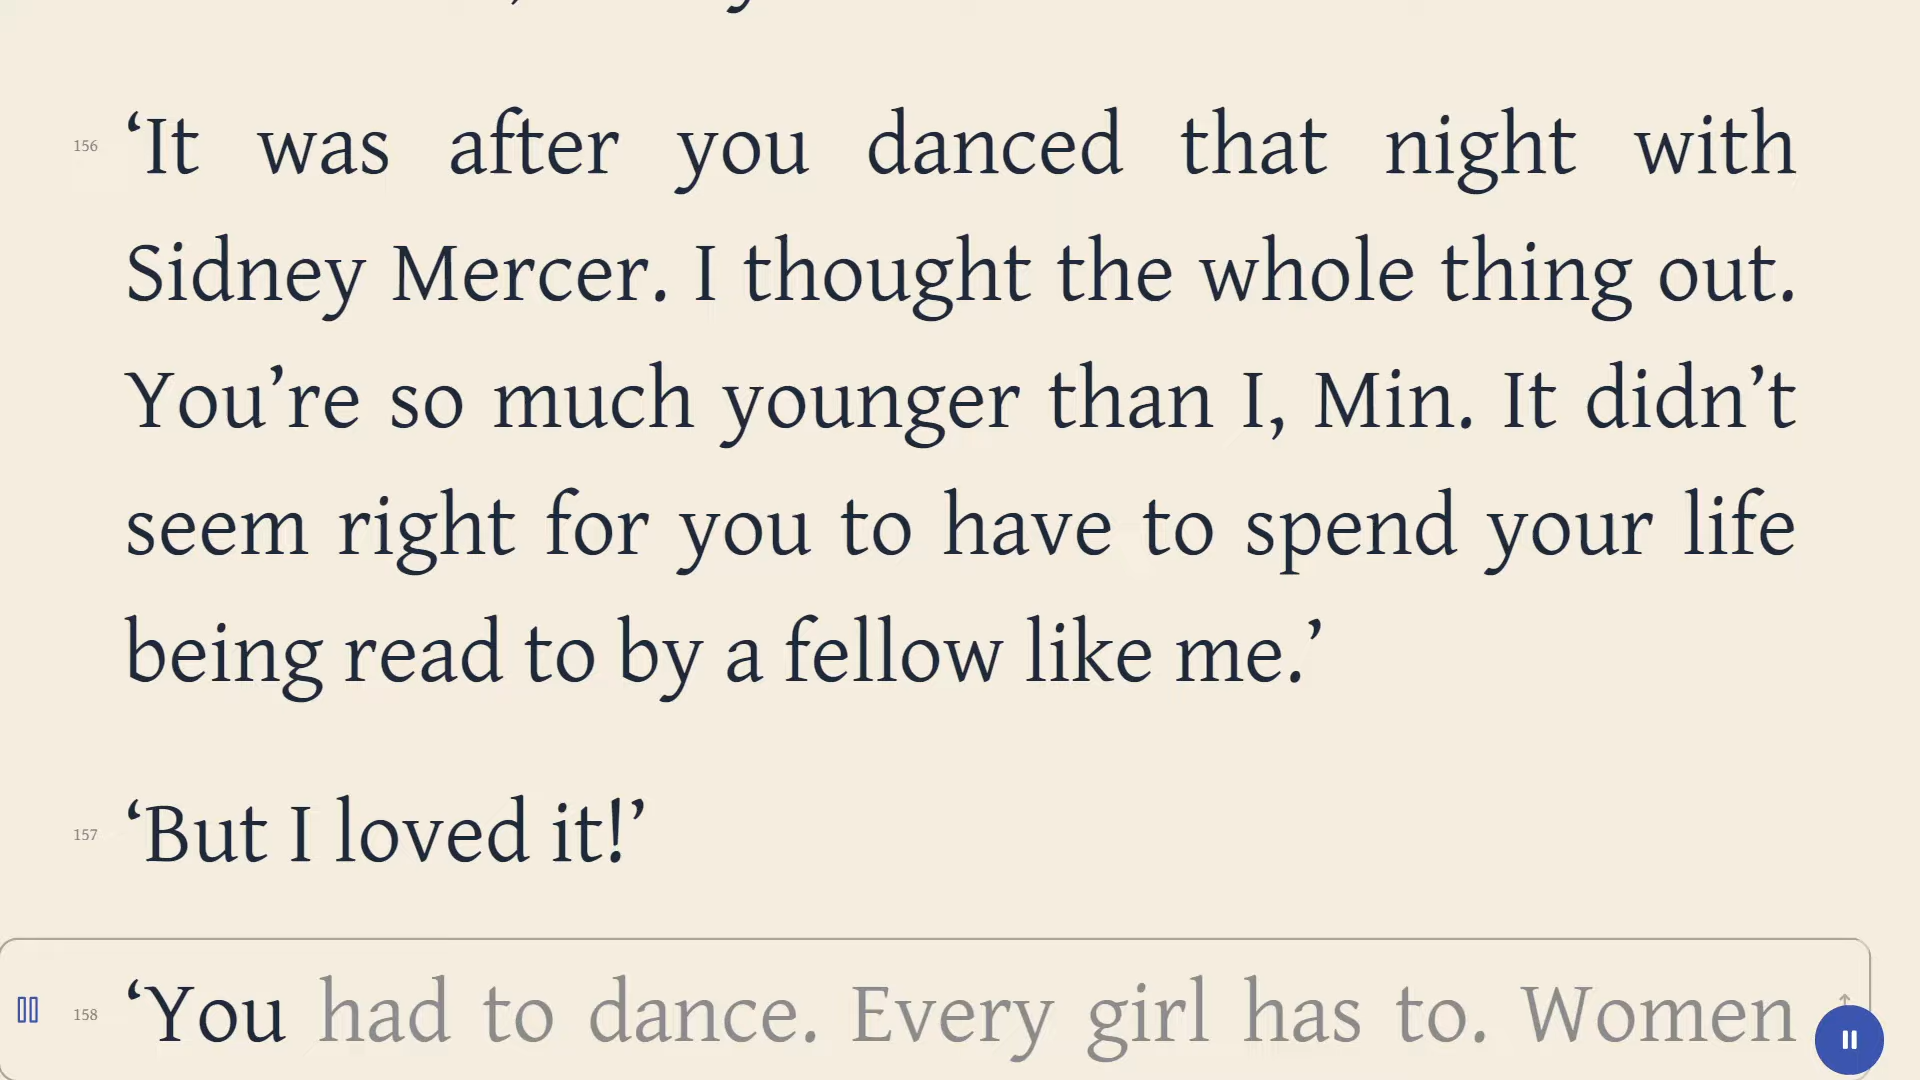 156 ‘It was after you danced that night with
Sidney Mercer. I thought the whole thing out.
You’re so much younger than I, Min. It didn’t
seem right for you to have to spend your life
being read to by a fellow like me.’
157 ‘But I loved it!’
158 ‘You had to dance. Every girl has to. Women